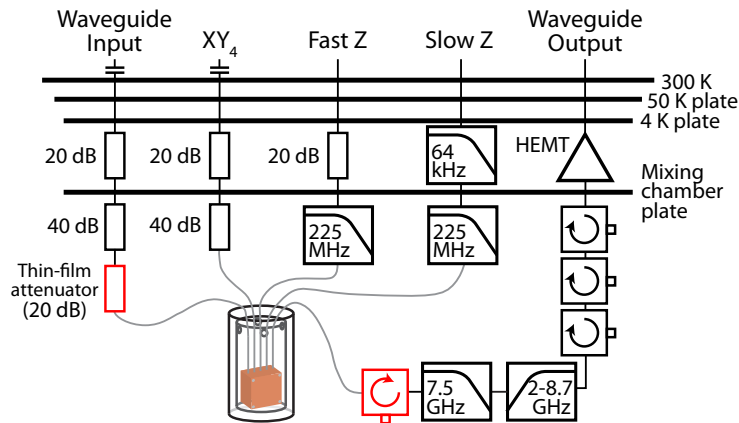 Waveguide
Input
XY4
Fast Z
Slow Z
Waveguide
Output
300 K
50 K plate
4 K plate
20 dB
20 dB
20 dB
64
kHz
HEMT
Mixing
chamber
plate
40 dB
40 dB
225
MHz
225
MHz
Thin-film
attenuator
(20 dB)
7.5
GHz
2-8.7
GHz